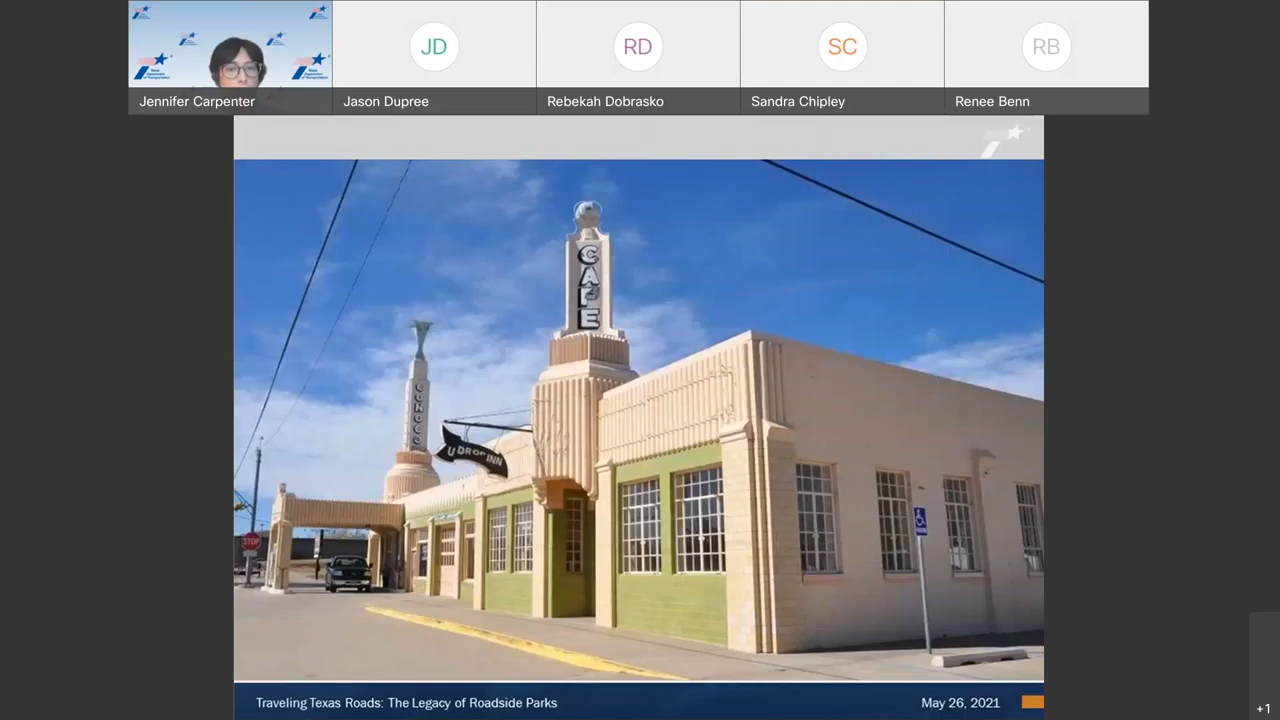 JD
RD
SC
RB
Jennifer Carpenter
Jason Dupree
Rebekah Dobrasko
Sandra Chipley
Renee Benn
CAFE
CONOCO
U DROP INN
STOP
Traveling Texas Roads: The Legacy of Roadside Parks
May 26, 2021
+1